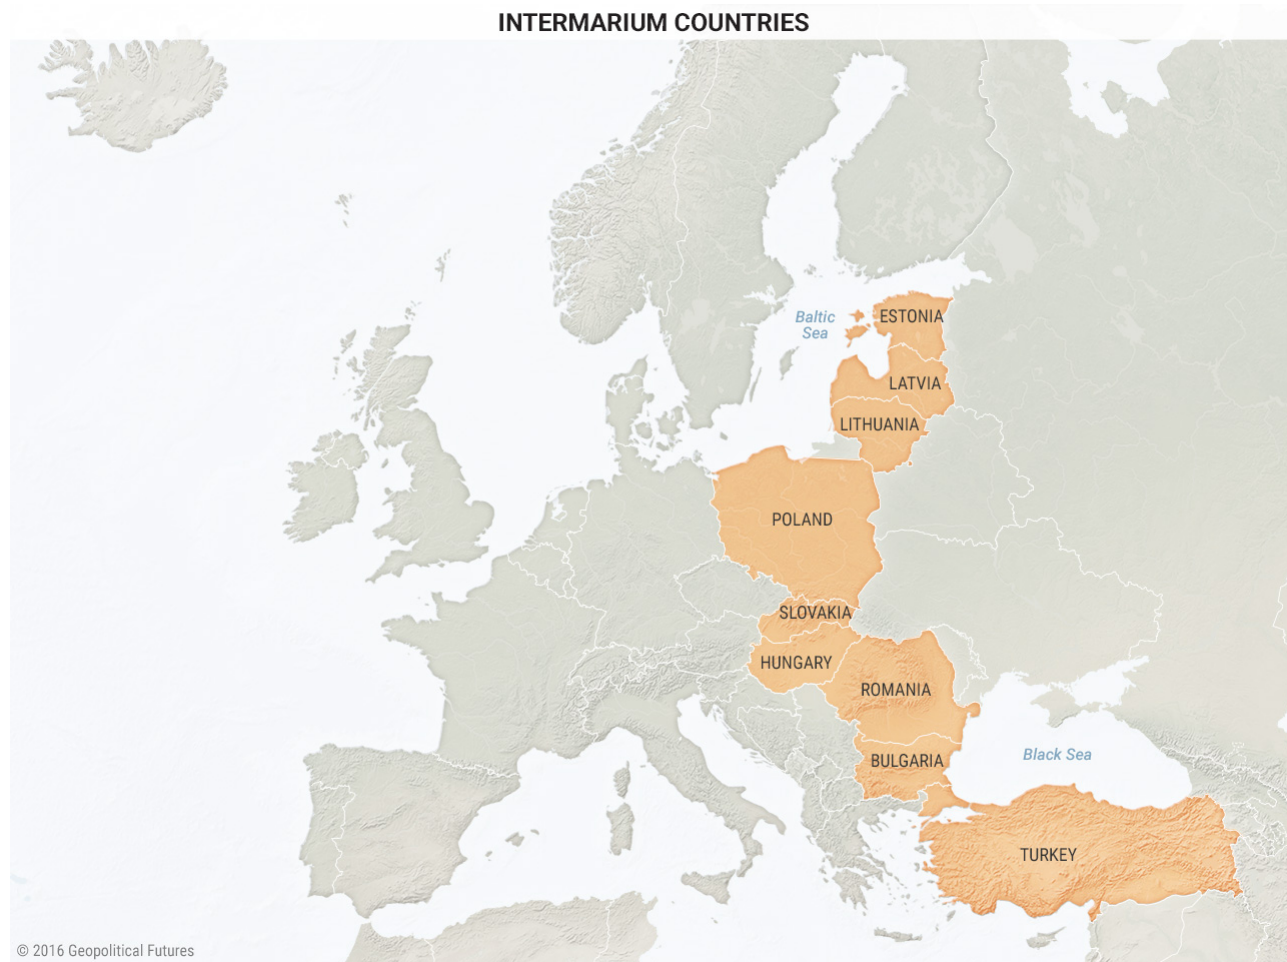 INTERMARIUM COUNTRIES
Baltic
Sea
ESTONIA
LATVIA
LITHUANIA
POLAND
SLOVAKIA
HUNGARY
ROMANIA
BULGARIA
Black Sea
TURKEY
© 2016 Geopolitical Futures